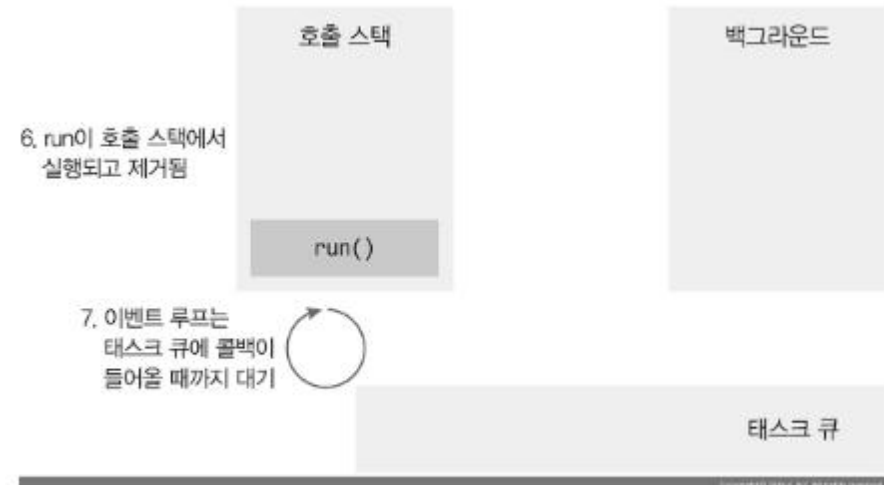 호출 스택
백그라운드
6. run이 호출 스택에서
실행되고 제거됨
run()
7. 이벤트 루프는
태스크 큐에 콜백이
들어올 때까지 대기
태스크 큐